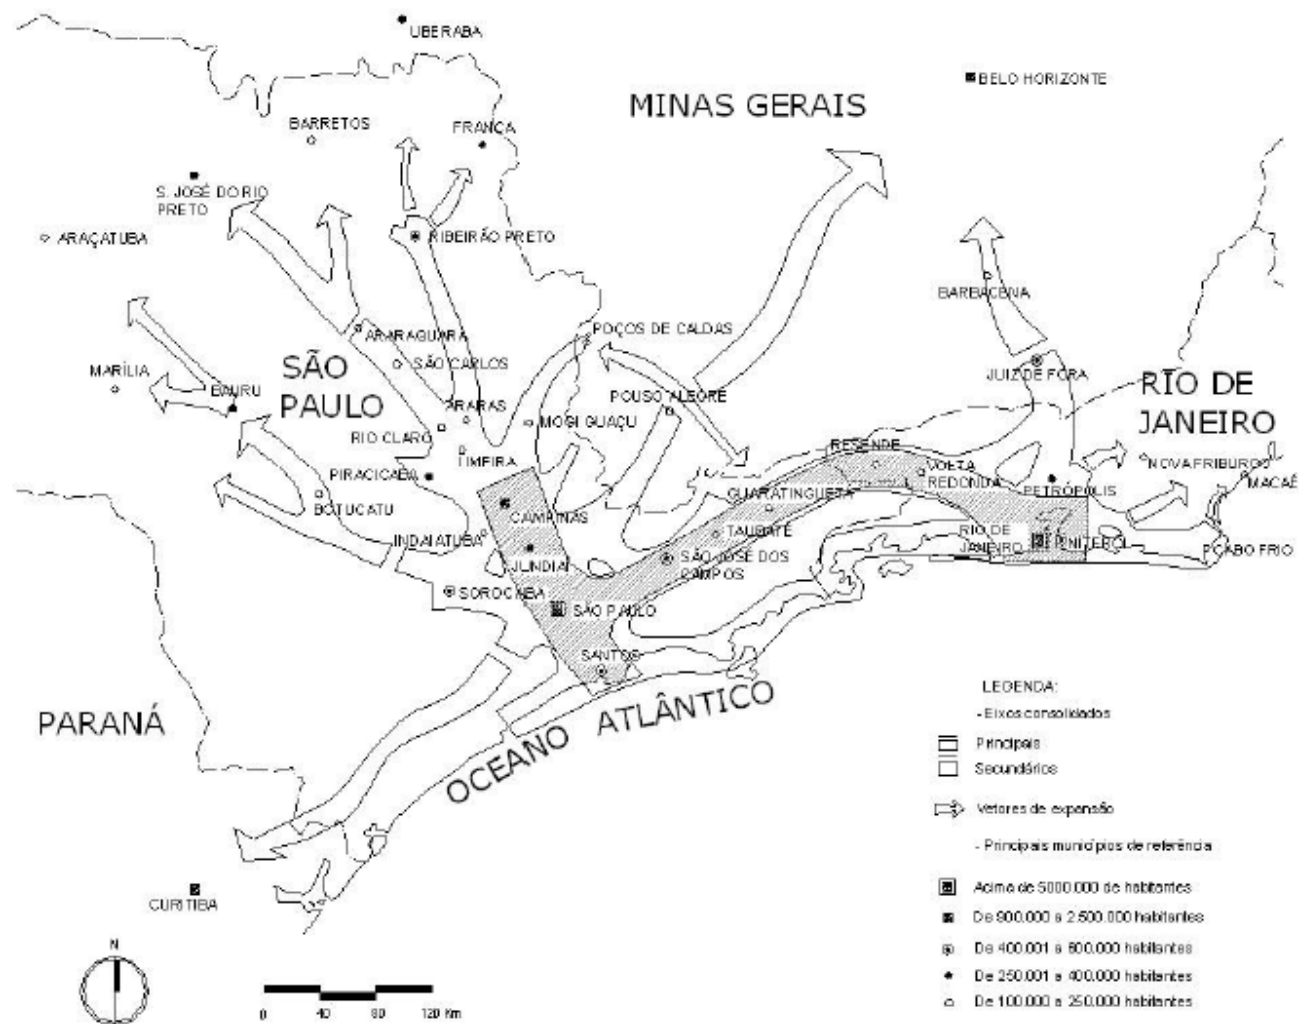 UBERABA
BELO HORIZONTE
MINAS GERAIS
BARRETOS
FRANCA
S. JOSÉ DO RIO
PRETO
ARAÇATUBA
RIBEIRÃO PRETO
BARBACENA
POÇOS DE CALDAS
ARARAQUARA
SÃO CARLOS
SÃO
PAULO
MARÍLIA
BAURU
JUIZ DE FORA
RIO DE
JANEIRO
POUSO ALEGRE
ARARAS
MOGI GUAÇU
RIO CLARO
LIMEIRA
RESENDE
VOLTA
REDONDA
NOVA FRIBURGO
MACAÉ
PIRACICABA
PETRÓPOLIS
GUARATINGUETA
BOTUCATU
CAMPINAS
INDAIATUBA
TAUBATÉ
RIO DE
JANEIRO
NITEROI
CABO FRIO
JUNDIAÍ
SÃO JOSÉ DOS
CAMPOS
SOROCABA
SÃO PAULO
SANTOS
PARANÁ
OCEANO ATLÂNTICO
CURITIBA
N
0 40 80 120 Km
LEGENDA:
- Eixos consolidados
Principais
Secundários
Vetores de expansão
- Principais municípios de referência
Acima de 5000.000 de habitantes
De 900.000 a 2.500.000 habitantes
De 400.001 a 800.000 habitantes
De 250.001 a 400.000 habitantes
De 100.000 a 250.000 habitantes